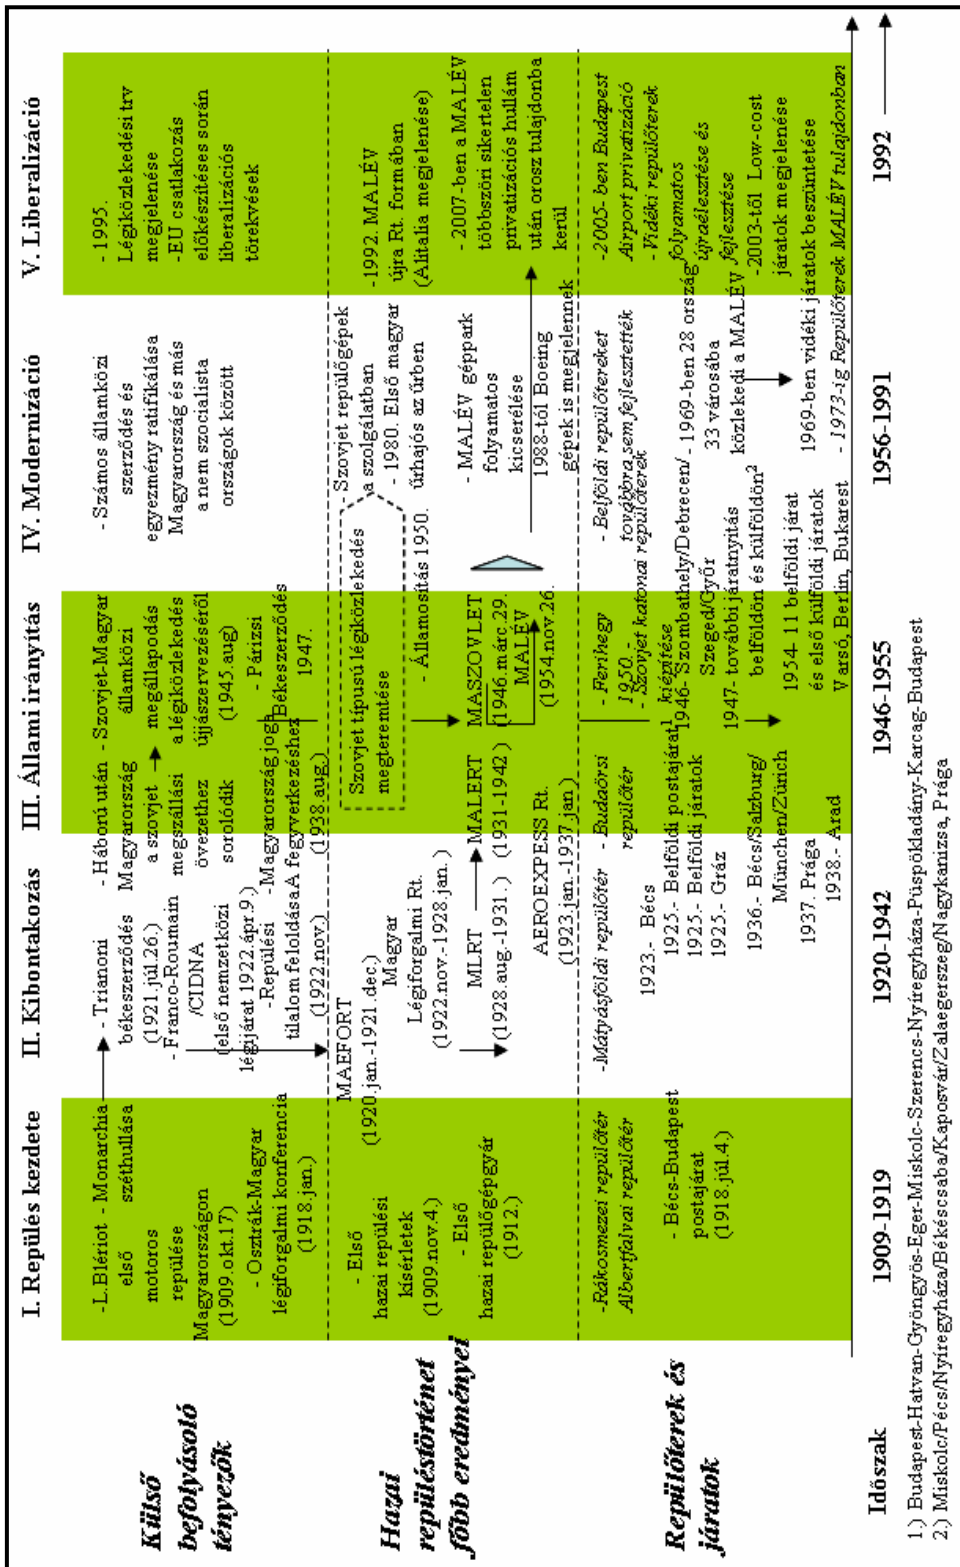 I. Repülés kezdete
II. Kibontakozás
III. Állami irányítás
IV. Modernizáció
V. Liberalizáció
Külső
befolyásoló
tényezők
-L.Blériot
első
motoros
repülése
Magyarországon
(1909.okt.17)
- Monarchia
széthullása
- Osztrák-Magyar
légiforgalmi konferencia
(1918.jan.)
- Trianoni
békeszerződés
(1921.júl.26.)
- Franco-Roumain
/CIDNA
(első nemzetközi
légijárat 1922.ápr.9)
-Repülési
tilalom feloldása
(1922.nov.)
- Háború után
Magyarország
a szovjet
megszállási
övezethez
sorolódik
-Magyarország joga
A fegyverkezéshez
(1938.aug.)
- Szovjet-Magyar
államközi
megállapodás
a légiközlekedés
újjászervezéséről
(1945.aug)
- Párizsi
Békeszerződés
1947.
- Számos államközi
szerződés és
egyezmény ratifikálása
Magyarország és más
a nem szocialista
országok között
- 1995.
Légiközlekedési trv
megjelenése
-EU csatlakozás
előkészítéses során
liberalizációs
törekvések
Hazai
repüléstörténet
főbb eredményei
- Első
hazai repülési
kísérletek
(1909.nov.4.)
- Első
hazai repülőgépgyár
(1912.)
MAEFORT
(1920.jan.-1921.dec.)
Magyar
Légiforgalmi Rt.
(1922.nov.-1928.jan.)
MLRT
(1928.aug.-1931.)
AEROEXPESS Rt.
(1923.jan.-1937.jan)
MALERT
(1931-1942)
Szovjet típusú légiközlekedés
megteremtése
- Államosítás 1950.
MASZOVLET
(1946.márc.29.
MALÉV
(1954.nov.26.
- Szovjet repülőgépek
a szolgálatban
- 1980. Első magyar
űrhajós az űrben
- MALÉV géppark
folyamatos
kicserélése
1988-tól Boeing
gépek is megjelennek
-1992. MALÉV
újra Rt. formában
(Alitalia megjelenése)
- 2007-ben a MALÉV
többszöri sikertelen
privatizációs hullám
után orosz tulajdonba
kerül
Repülőterek és
járatok
-Rákosmezei repülőtér
Albertfalvai repülőtér
- Bécs-Budapest
postajárat
(1918.júl.4.)
-Mátyásföldi repülőtér
1923.- Bécs
1925.- Belföldi postajárat1
1925.- Belföldi járatok
1925.- Gráz
1936.- Bécs/Salzburg/
München/Zürich
1937. Prága
1938.- Arad
- Budaörsi
repülőtér
- Ferihegy
1950.-
-Szovjet katonai repülőterek
kiépítése
1946-Szombathely/Debrecen/
Szeged/Győr
1947- további járatnyitás
belföldön és külföldön2
1954- 11 belföldi járat
és első külföldi járatok
Varsó, Berlin, Bukarest
- Belföldi repülőtereket
továbbra sem fejlesztették
- 1969-ben 28 ország
33 városába
közlekedi a MALÉV
1969-ben vidéki járatok beszüntetése
- 1973-ig Repülőterek MALÉV tulajdonban
-2005-ben Budapest
Airport privatizáció
- Vidéki repülőterek
folyamatos
újraélesztése és
fejlesztése
-2003-tól Low-cost
járatok megjelenése
Időszak
1909-1919
1920-1942
1946-1955
1956-1991
1992
1.) Budapest-Hatvan-Gyöngyös-Eger-Miskolc-Szerencs-Nyíregyháza-Püspökladány-Karcag-Budapest
2.) Miskolc/Pécs/Nyíregyháza/Békéscsaba/Kaposvár/Zalaegerszeg/Nagykanizsa, Prága